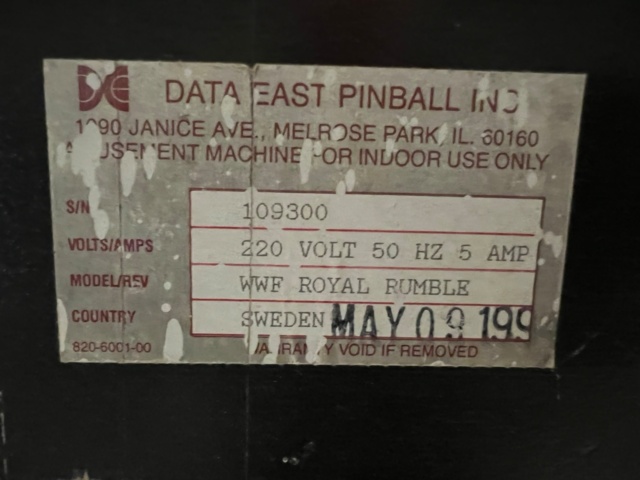 DATA EAST PINBALL INC
1990 JANICE AVE., MELROSE PARK, IL. 60160
AMUSEMENT MACHINE FOR INDOOR USE ONLY
S/N 109300
VOLTS/AMPS 220 VOLT 50 HZ 5 AMP
MODEL/REV WWF ROYAL RUMBLE
COUNTRY SWEDEN MAY 09 199
820-6001-00 WARRANTY VOID IF REMOVED